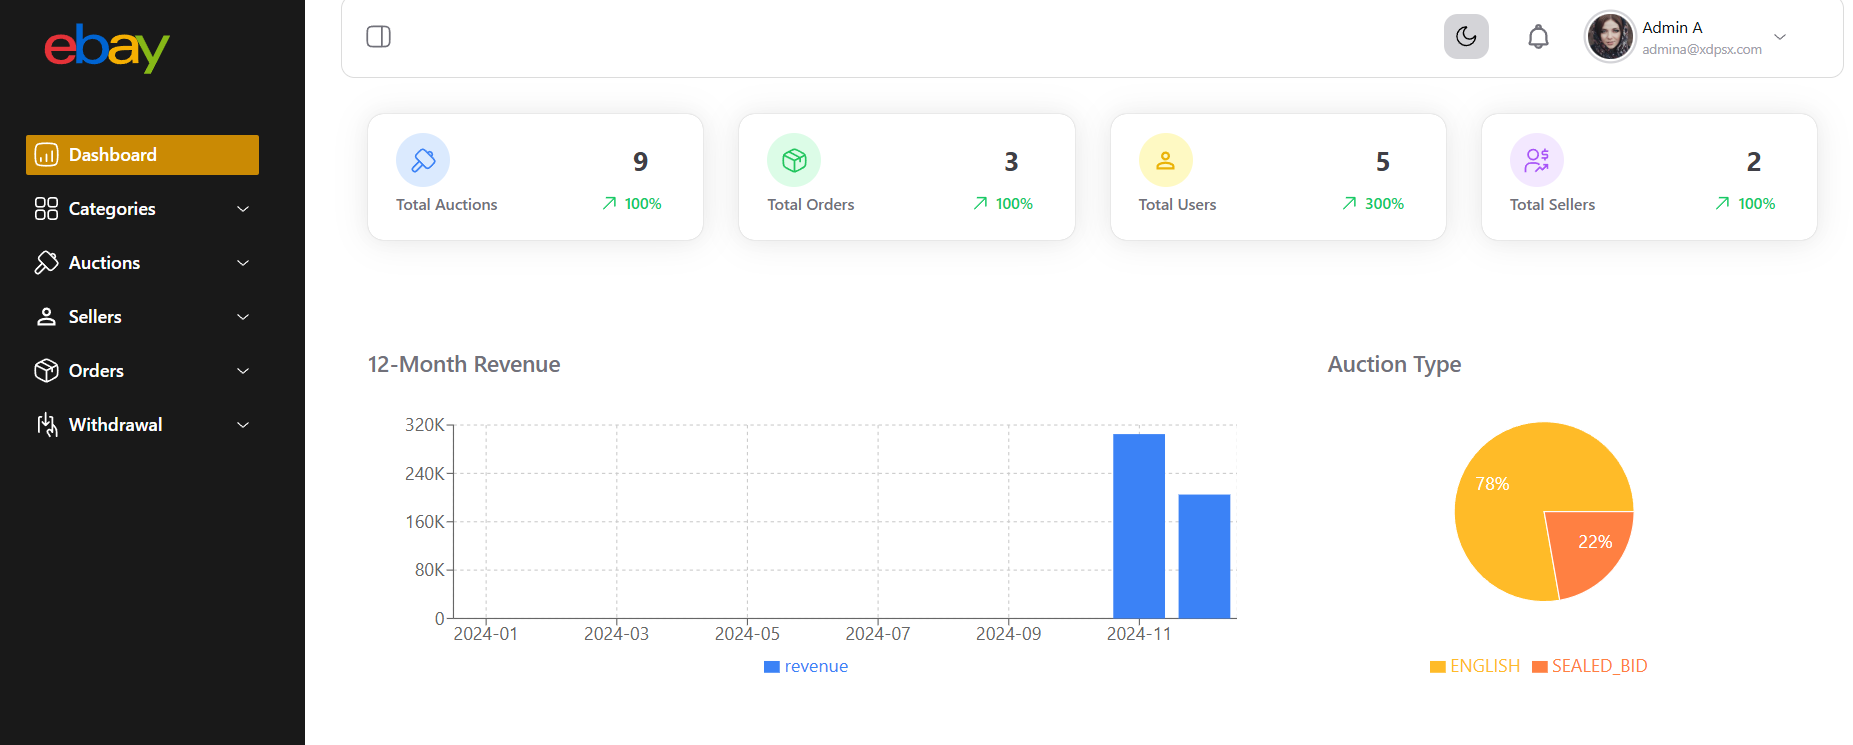 ebay
Dashboard
Categories
Auctions
Sellers
Orders
Withdrawal
Admin A
admina@xdpsx.com
9
Total Auctions
100%
3
Total Orders
100%
5
Total Users
300%
2
Total Sellers
100%
12-Month Revenue
320K
240K
160K
80K
0
2024-01 2024-03 2024-05 2024-07 2024-09 2024-11
revenue
Auction Type
78%
22%
ENGLISH SEALED_BID